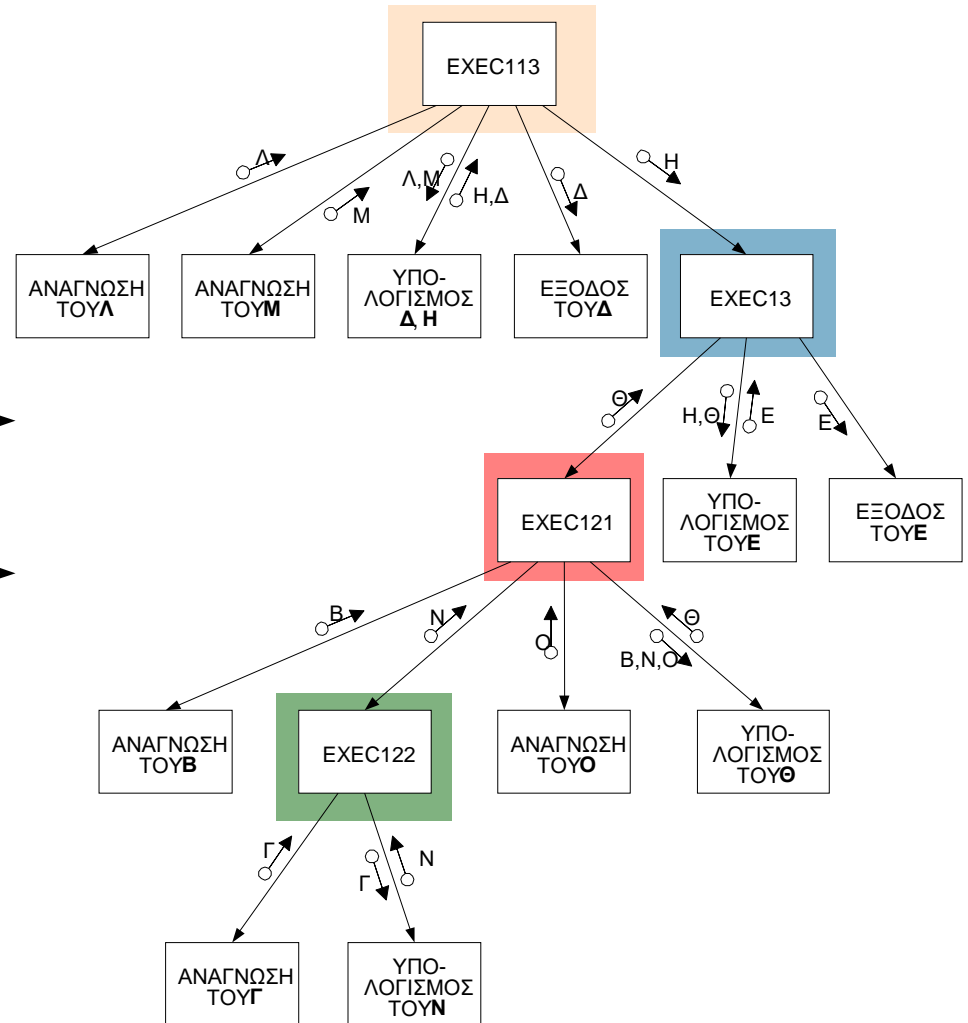 EXEC113
Δ
Μ
Λ,Μ
Η,Δ
Δ
Η
ΑΝΑΓΝΩΣΗ
ΤΟΥΛ
ΑΝΑΓΝΩΣΗ
ΤΟΥΜ
ΥΠΟ-
ΛΟΓΙΣΜΟΣ
Δ, Η
ΕΞΟΔΟΣ
ΤΟΥΔ
EXEC13
Θ
Η,Θ
Ε
Ε
EXEC121
ΥΠΟ-
ΛΟΓΙΣΜΟΣ
ΤΟΥΕ
ΕΞΟΔΟΣ
ΤΟΥΕ
Β
Ν
Ο
Θ
Β,Ν,Ο
ΑΝΑΓΝΩΣΗ
ΤΟΥΒ
EXEC122
ΑΝΑΓΝΩΣΗ
ΤΟΥΟ
ΥΠΟ-
ΛΟΓΙΣΜΟΣ
ΤΟΥΘ
Γ
Γ
Ν
ΑΝΑΓΝΩΣΗ
ΤΟΥΓ
ΥΠΟ-
ΛΟΓΙΣΜΟΣ
ΤΟΥΝ